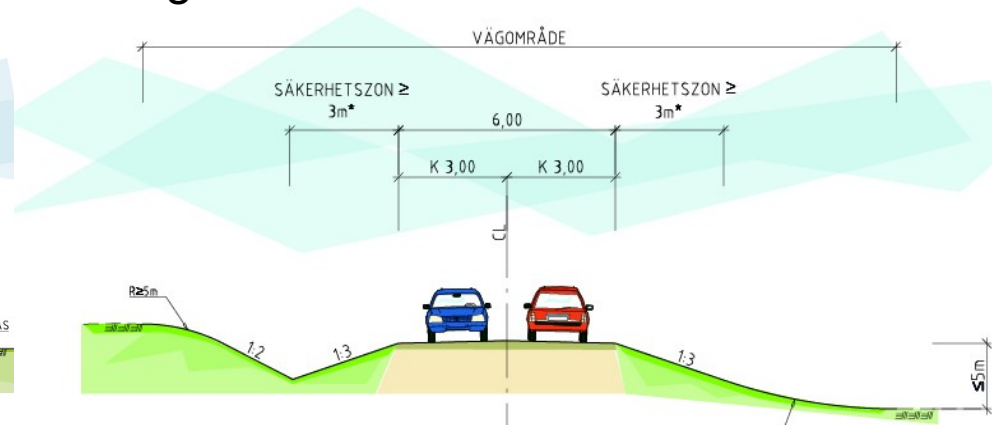 VÄGOMRÅDE
SÄKERHETSZON ≥
3m*
SÄKERHETSZON ≥
3m*
6,00
K 3,00
K 3,00
CL
R≥5m
1:2
1:3
1:3
≤5m